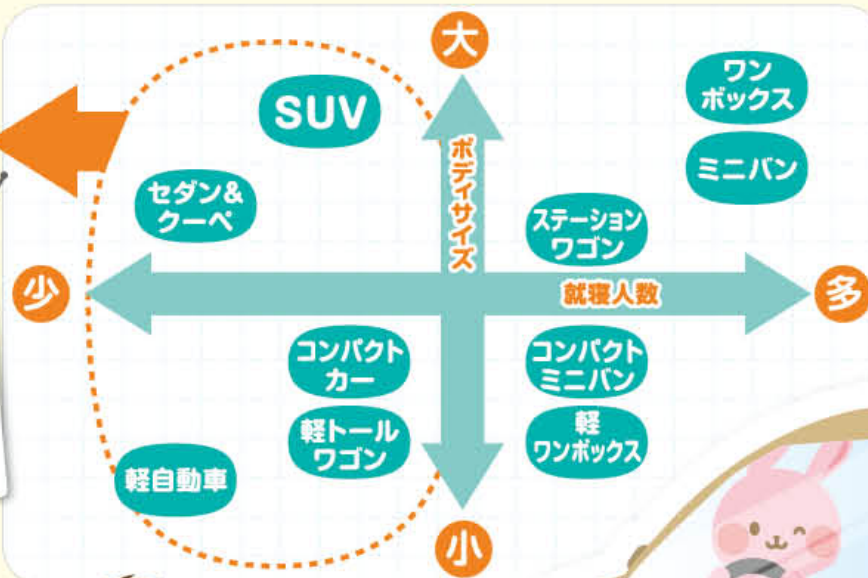 大
SUV
ワン
ボックス
ボディサイズ
ミニバン
セダン&
クーペ
ステーション
ワゴン
少
就寝人数
多
コンパクト
カー
コンパクト
ミニバン
軽トール
ワゴン
軽
ワンボックス
軽自動車
小